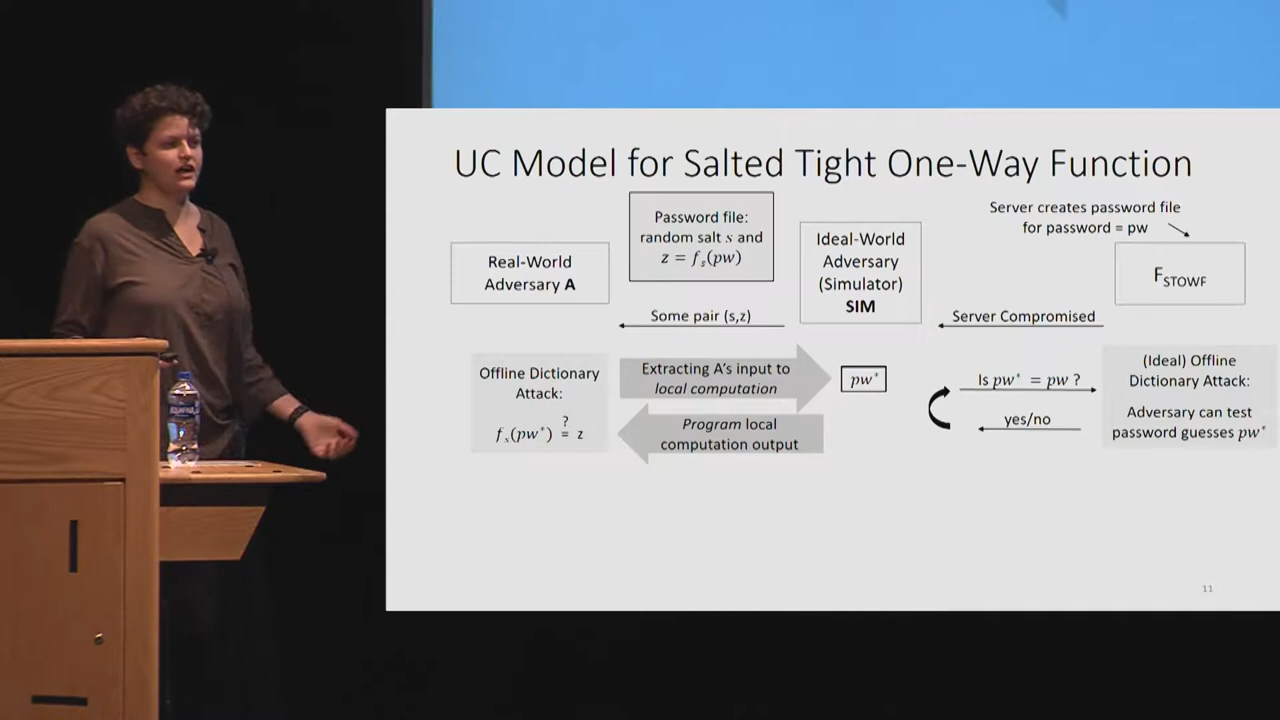 UC Model for Salted Tight One-Way Function
Server creates password file
for password = pw
Password file:
random salt s and
z = fₛ(pw)
Real-World
Adversary A
Ideal-World
Adversary
(Simulator)
SIM
F_STOWF
Some pair (s,z)
Server Compromised
Offline Dictionary
Attack:
fₛ(pw*) ≟ z
Extracting A's input to
local computation
pw*
Program local
computation output
Is pw* = pw ?
yes/no
(Ideal) Offline
Dictionary Attack:
Adversary can test
password guesses pw*
11